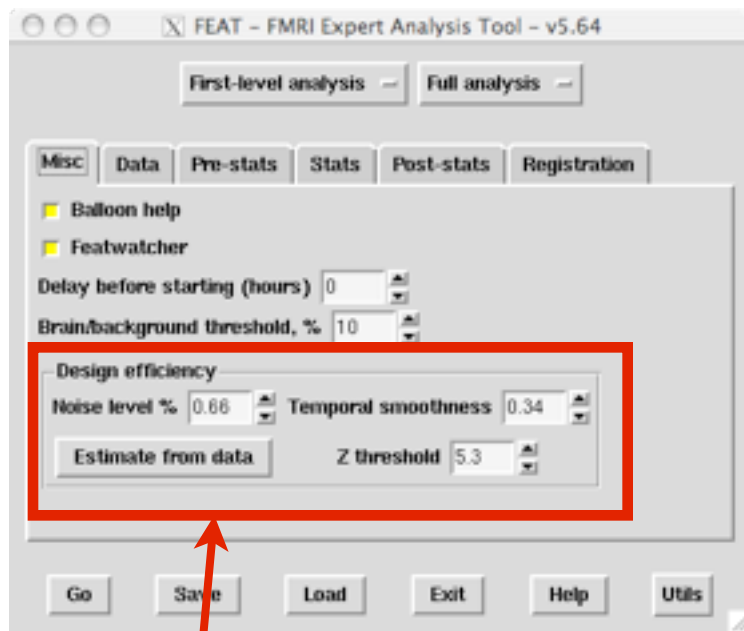 X FEAT - FMRI Expert Analysis Tool - v5.64
First-level analysis Full analysis
Misc Data Pre-stats Stats Post-stats Registration
Balloon help
Featwatcher
Delay before starting (hours) 0
Brain/background threshold, % 10
Design efficiency
Noise level % 0.66 Temporal smoothness 0.34
Estimate from data Z threshold 5.3
Go Save Load Exit Help Utils